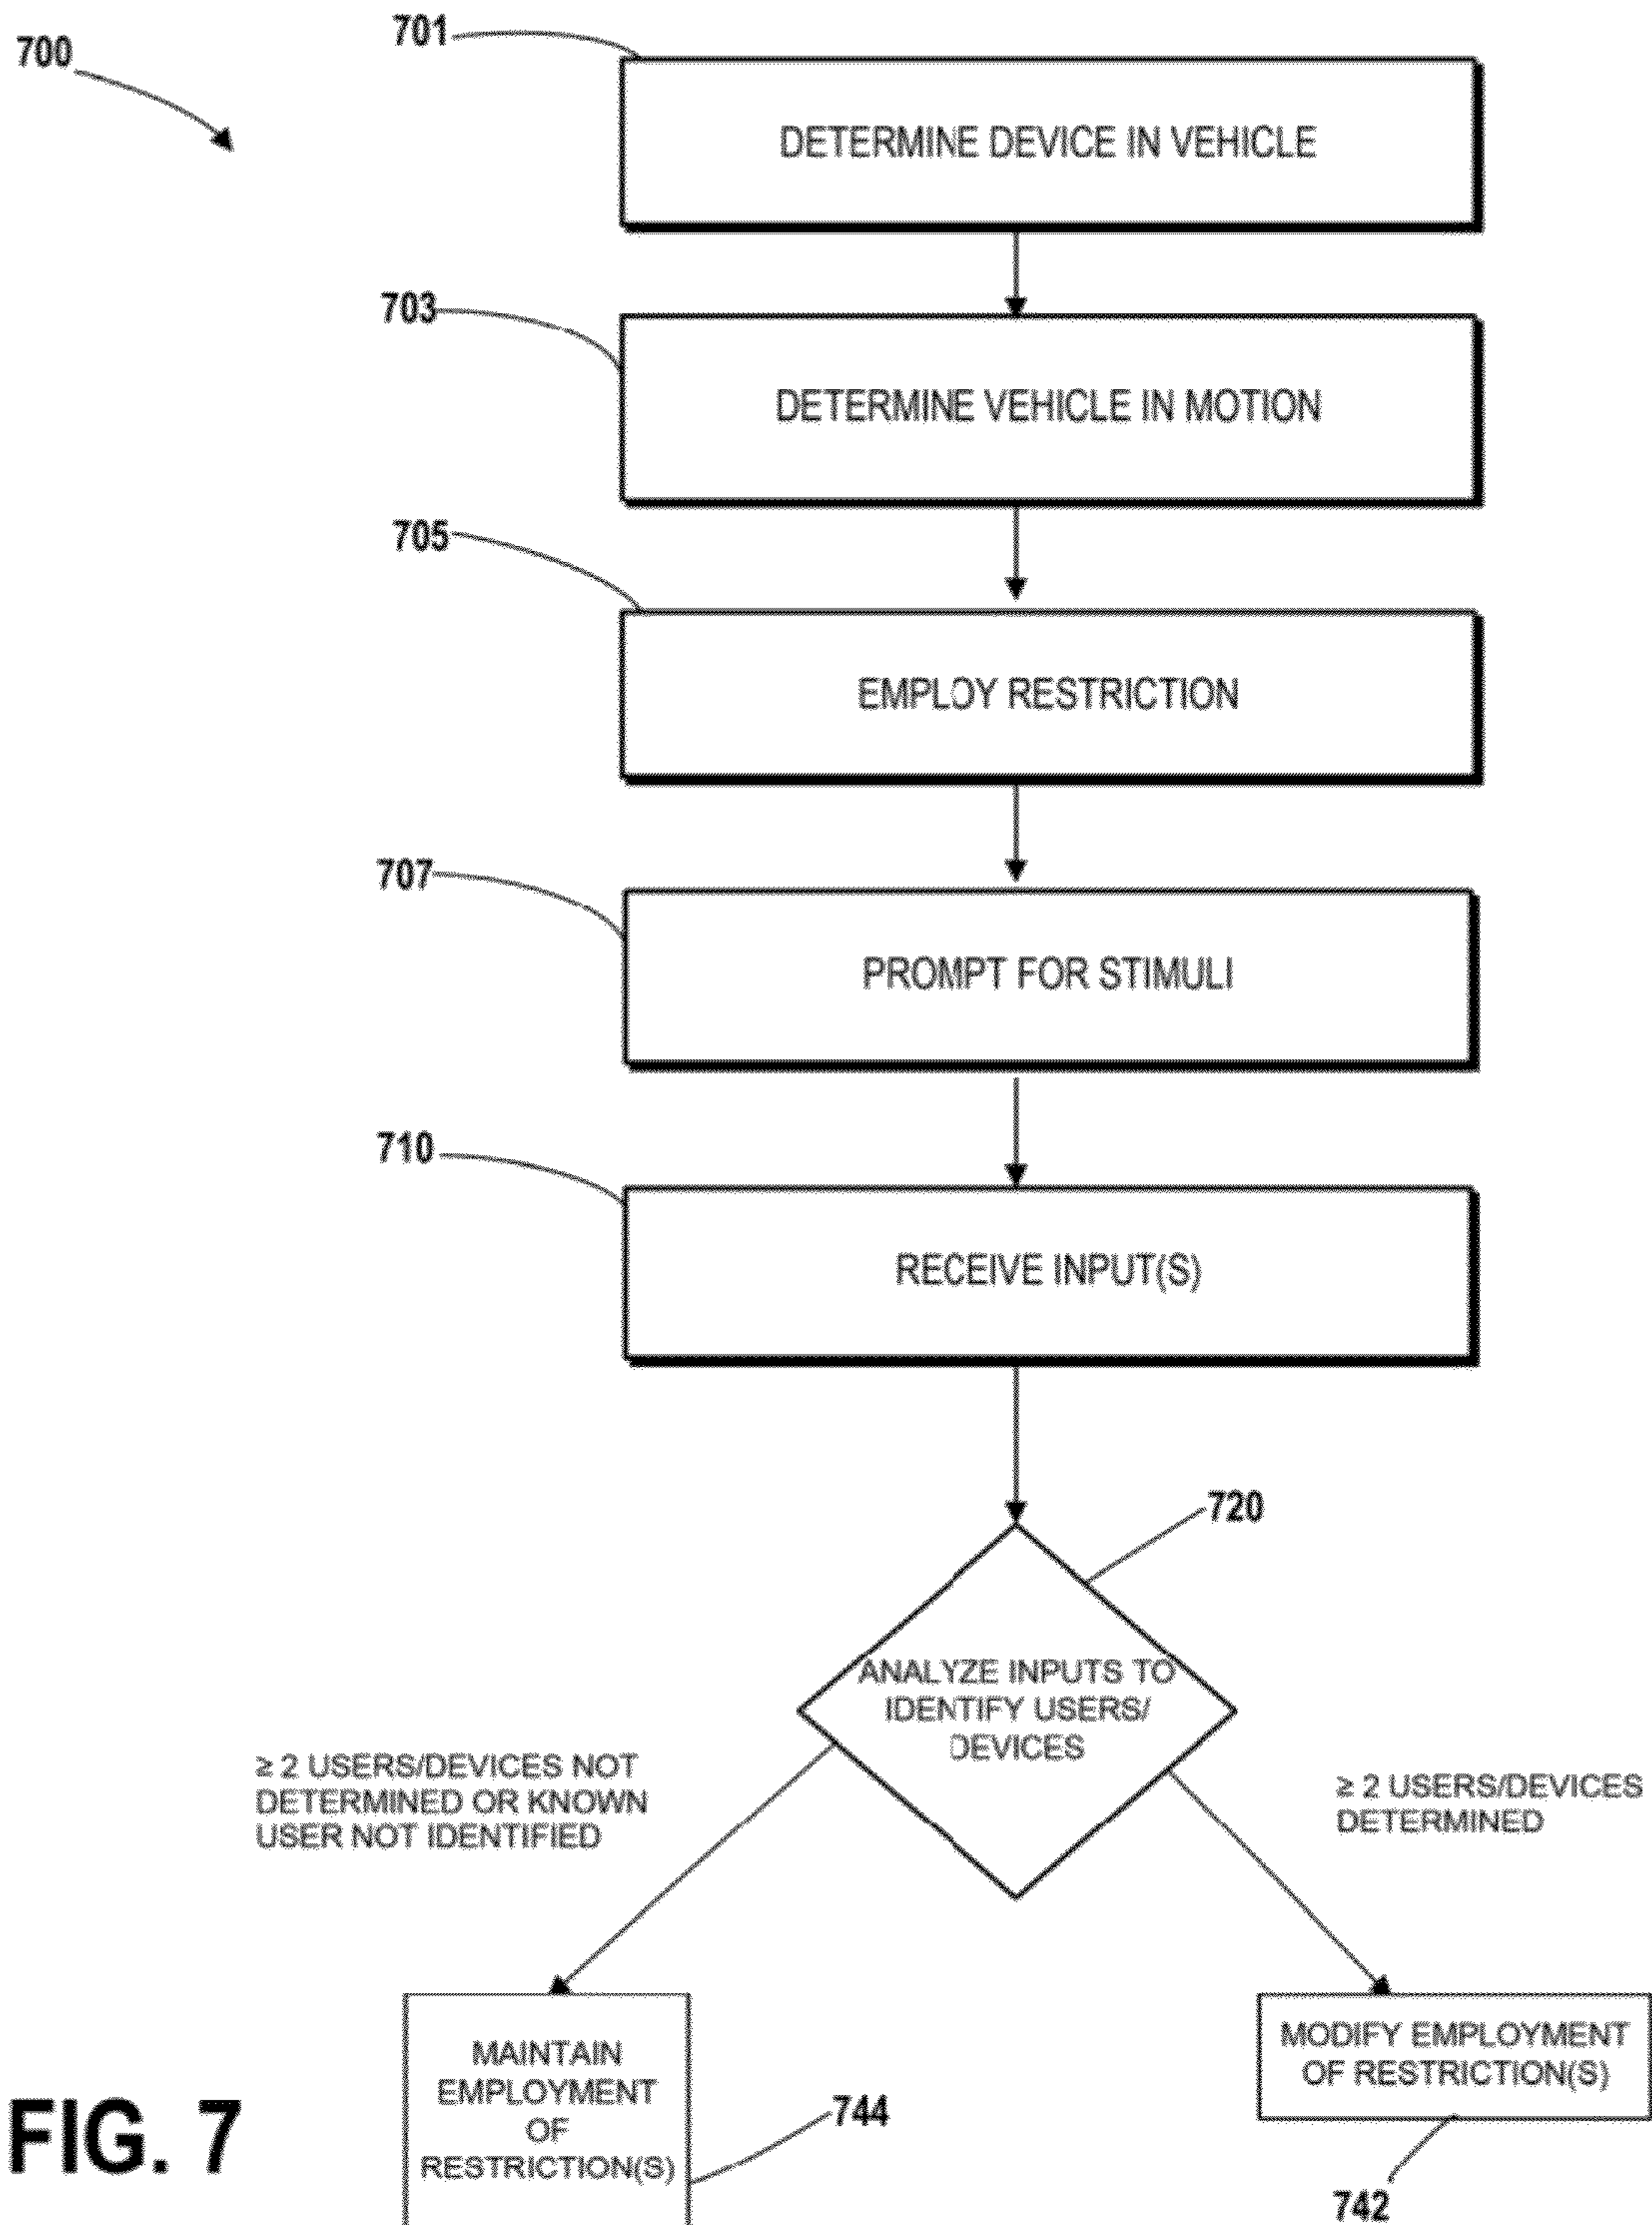 700
701
DETERMINE DEVICE IN VEHICLE
703
DETERMINE VEHICLE IN MOTION
705
EMPLOY RESTRICTION
707
PROMPT FOR STIMULI
710
RECEIVE INPUT(S)
720
ANALYZE INPUTS TO
IDENTIFY USERS/
DEVICES
≥ 2 USERS/DEVICES NOT
DETERMINED OR KNOWN
USER NOT IDENTIFIED
≥ 2 USERS/DEVICES
DETERMINED
MAINTAIN
EMPLOYMENT
OF
RESTRICTION(S)
744
MODIFY EMPLOYMENT
OF RESTRICTION(S)
742
FIG. 7